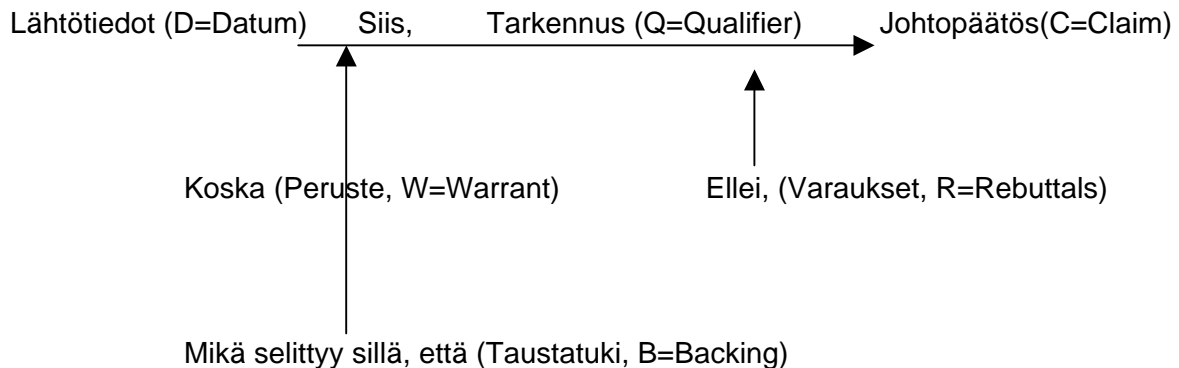 Lähtötiedot (D=Datum) Siis, Tarkennus (Q=Qualifier) Johtopäätös(C=Claim)
Koska (Peruste, W=Warrant) Ellei, (Varaukset, R=Rebuttals)
Mikä selittyy sillä, että (Taustatuki, B=Backing)